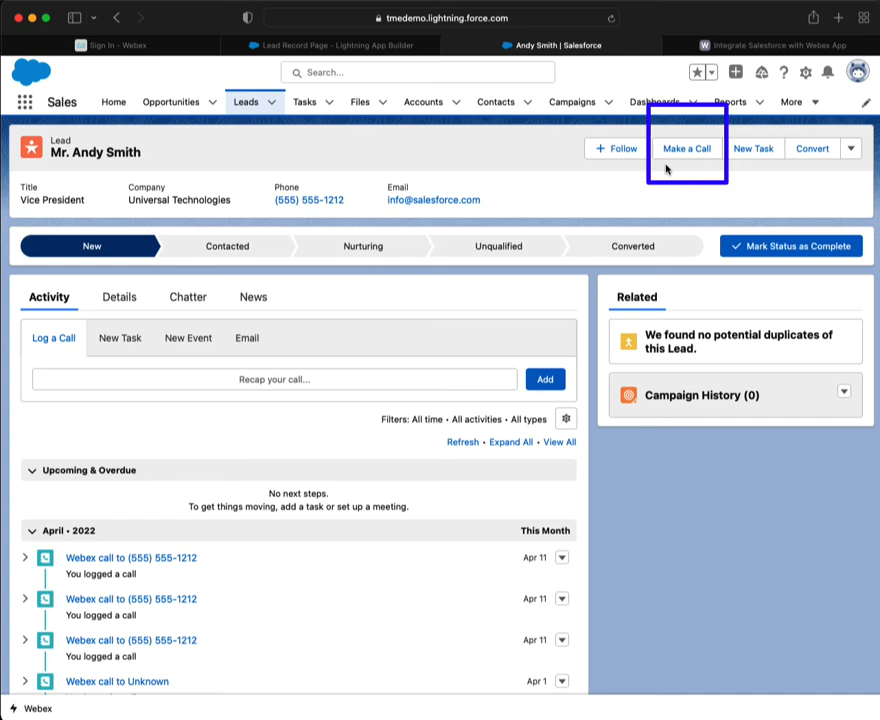 tmedemo.lightning.force.com
Sign In - Webex
Lead Record Page - Lightning App Builder
Andy Smith | Salesforce
W Integrate Salesforce with Webex App
Search...
Sales
Home
Opportunities
Leads
Tasks
Files
Accounts
Contacts
Campaigns
Dashboards
Reports
More
Lead
Mr. Andy Smith
+ Follow
Make a Call
New Task
Convert
Title
Company
Phone
Email
Vice President
Universal Technologies
(555) 555-1212
info@salesforce.com
New
Contacted
Nurturing
Unqualified
Converted
Mark Status as Complete
Activity
Details
Chatter
News
Log a Call
New Task
New Event
Email
Recap your call...
Add
Filters: All time • All activities • All types
Refresh • Expand All • View All
Upcoming & Overdue
No next steps.
To get things moving, add a task or set up a meeting.
April • 2022
This Month
Webex call to (555) 555-1212
Apr 11
You logged a call
Webex call to (555) 555-1212
Apr 11
You logged a call
Webex call to (555) 555-1212
Apr 11
You logged a call
Webex call to Unknown
Apr 1
Related
We found no potential duplicates of
this Lead.
Campaign History (0)
Webex